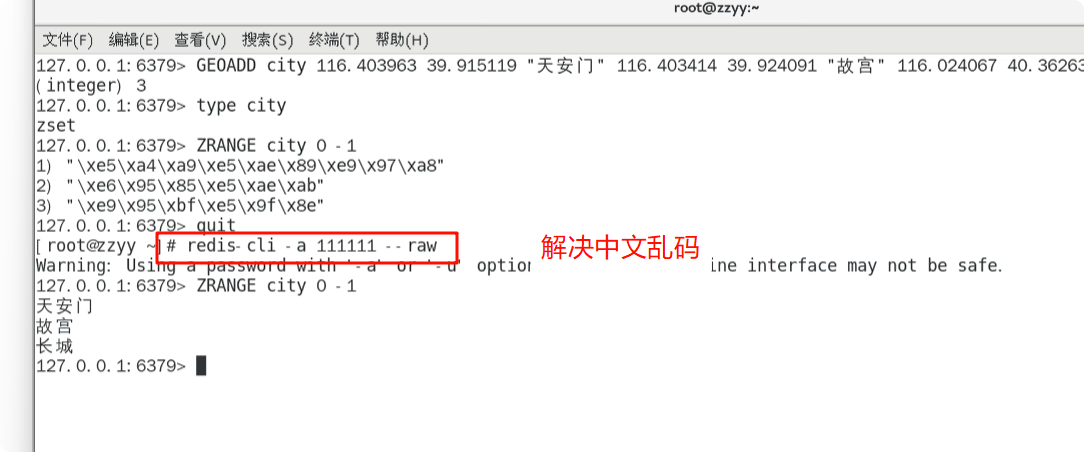 root@zzyy:~
文件(F) 编辑(E) 查看(V) 搜索(S) 终端(T) 帮助(H)
127.0.0.1:6379> GEOADD city 116.403963 39.915119 "天安门" 116.403414 39.924091 "故宫" 116.024067 40.36263
(integer) 3
127.0.0.1:6379> type city
zset
127.0.0.1:6379> ZRANGE city 0 -1
1) "\xe5\xa4\xa9\xe5\xae\x89\xe9\x97\xa8"
2) "\xe6\x95\x85\xe5\xae\xab"
3) "\xe9\x95\xbf\xe5\x9f\x8e"
127.0.0.1:6379> quit
[root@zzyy ~]# redis-cli -a 111111 --raw
解决中文乱码
Warning: Using a password with '-a' or '-u' option ine interface may not be safe.
127.0.0.1:6379> ZRANGE city 0 -1
天安门
故宫
长城
127.0.0.1:6379>